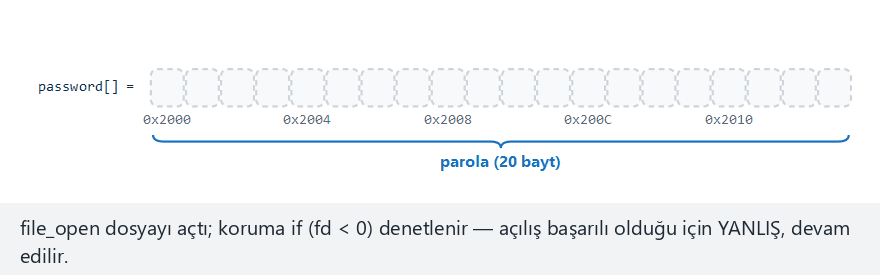 password[] =
0x2000 0x2004 0x2008 0x200C 0x2010
parola (20 bayt)
file_open dosyayı açtı; koruma if (fd < 0) denetlenir — açılış başarılı olduğu için YANLIŞ, devam
edilir.